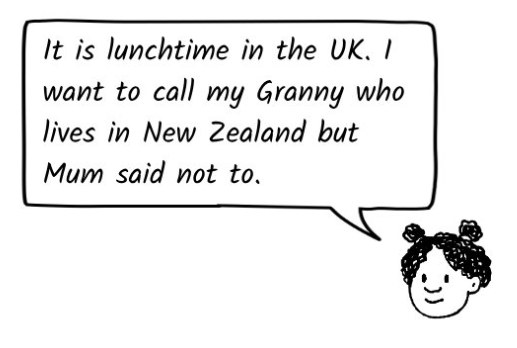 It is lunchtime in the UK. I
want to call my Granny who
lives in New Zealand but
Mum said not to.